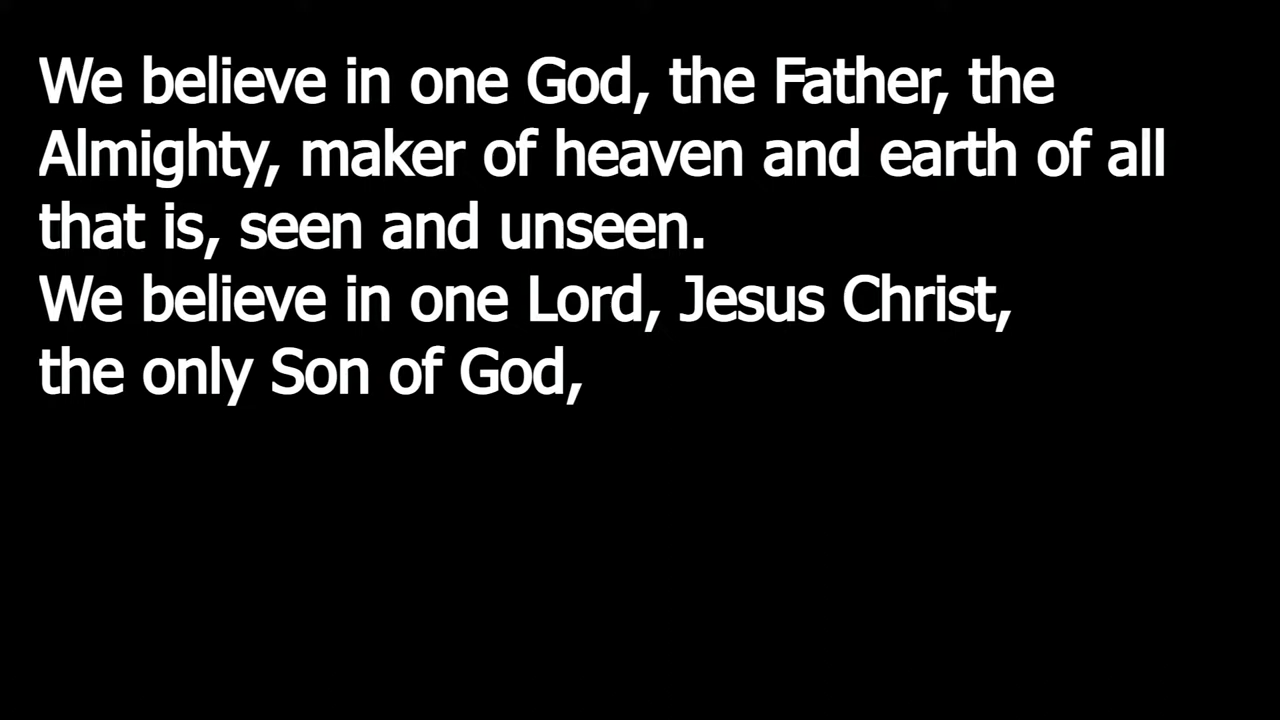 We believe in one God, the Father, the
Almighty, maker of heaven and earth of all
that is, seen and unseen.
We believe in one Lord, Jesus Christ,
the only Son of God,